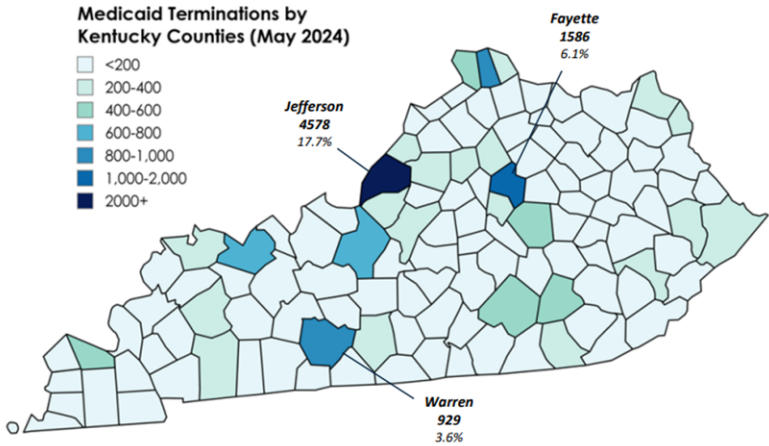 Medicaid Terminations by
Kentucky Counties (May 2024)
<200
200-400
400-600
600-800
800-1,000
1,000-2,000
2000+
Jefferson
4578
17.7%
Fayette
1586
6.1%
Warren
929
3.6%